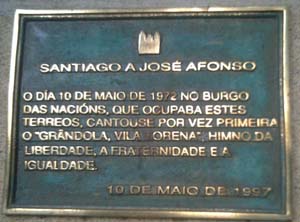 SANTIAGO A JOSÉ AFONSO
O DÍA 10 DE MAIO DE 1972 NO BURGO
DAS NACIÓNS, QUE OCUPABA ESTES
TERREOS, CANTOUSE POR VEZ PRIMEIRA
O "GRÂNDOLA, VILA MORENA", HIMNO DA
LIBERDADE, A FRATERNIDADE E A
IGUALDADE.
10 DE MAIO DE 1997